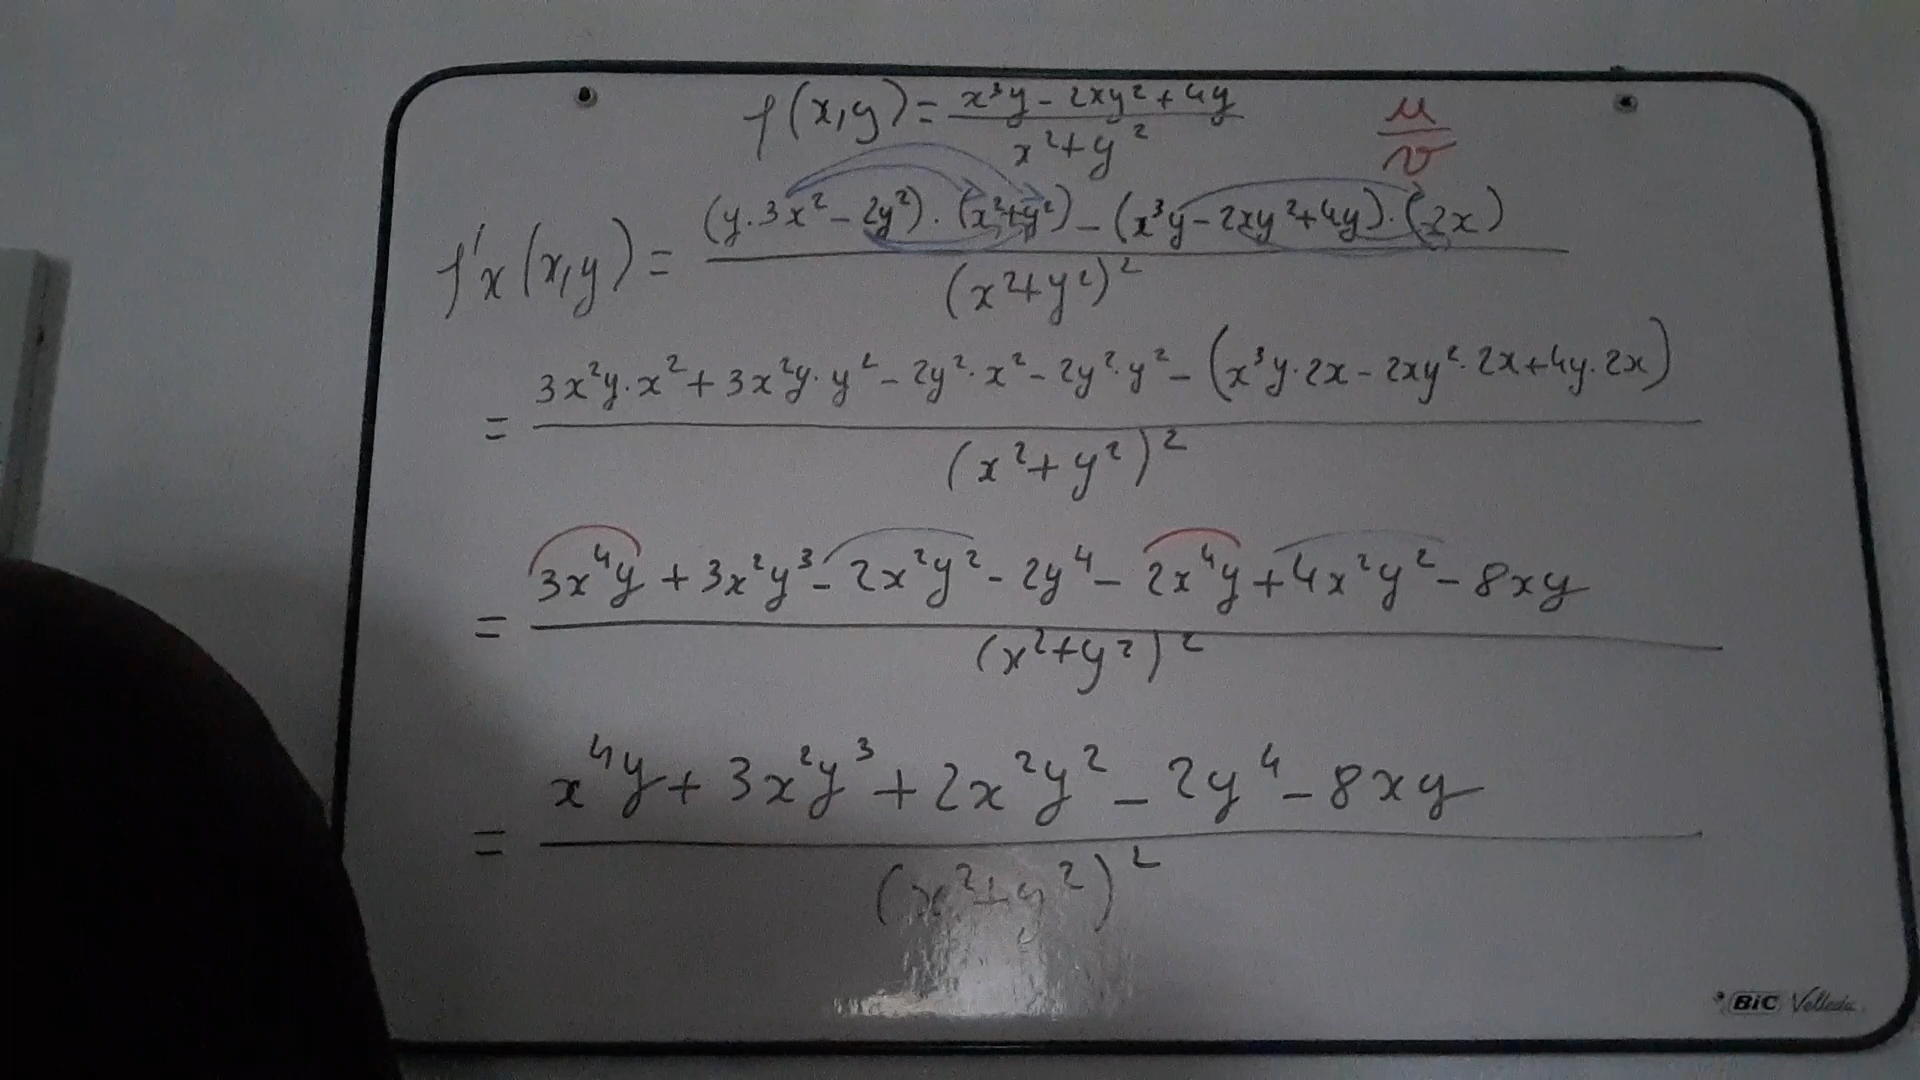 f(x,y) = (x³y - 2xy² + 4y) / (x² + y²)
u/v
f'x(x,y) = ((y·3x² - 2y²)·(x²+y²) - (x³y - 2xy² + 4y)·(2x)) / (x²+y²)²
= (3x²y·x² + 3x²y·y² - 2y²·x² - 2y²·y² - (x³y·2x - 2xy²·2x + 4y·2x)) / (x²+y²)²
= (3x⁴y + 3x²y³ - 2x²y² - 2y⁴ - 2x⁴y + 4x²y² - 8xy) / (x²+y²)²
= (x⁴y + 3x²y³ + 2x²y² - 2y⁴ - 8xy) / (x²+y²)²
BiC Velleda